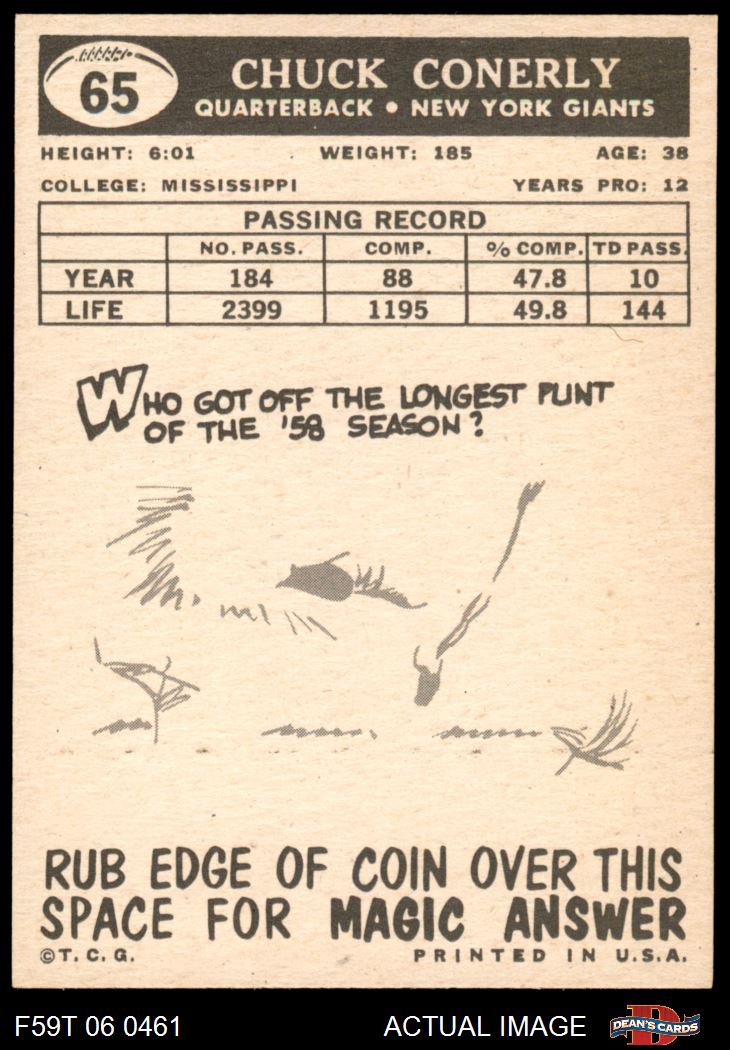 65
CHUCK CONERLY
QUARTERBACK • NEW YORK GIANTS
HEIGHT: 6:01 WEIGHT: 185 AGE: 38
COLLEGE: MISSISSIPPI YEARS PRO: 12
PASSING RECORD
NO. PASS. COMP. % COMP. TD PASS.
YEAR 184 88 47.8 10
LIFE 2399 1195 49.8 144
WHO GOT OFF THE LONGEST PUNT
OF THE '58 SEASON?
RUB EDGE OF COIN OVER THIS
SPACE FOR MAGIC ANSWER
© T. C. G. PRINTED IN U.S.A.
F59T 06 0461 ACTUAL IMAGE DEAN'S CARDS